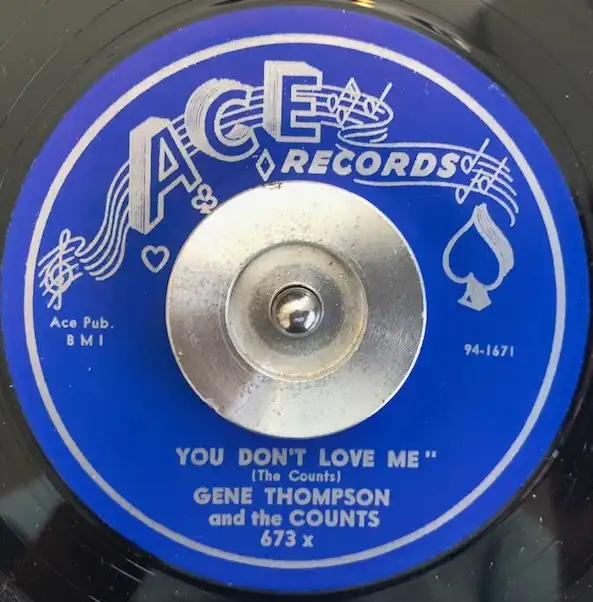 ACE
RECORDS
Ace Pub.
BMI
94-1671
YOU DON'T LOVE ME"
(The Counts)
GENE THOMPSON
and the COUNTS
673 x